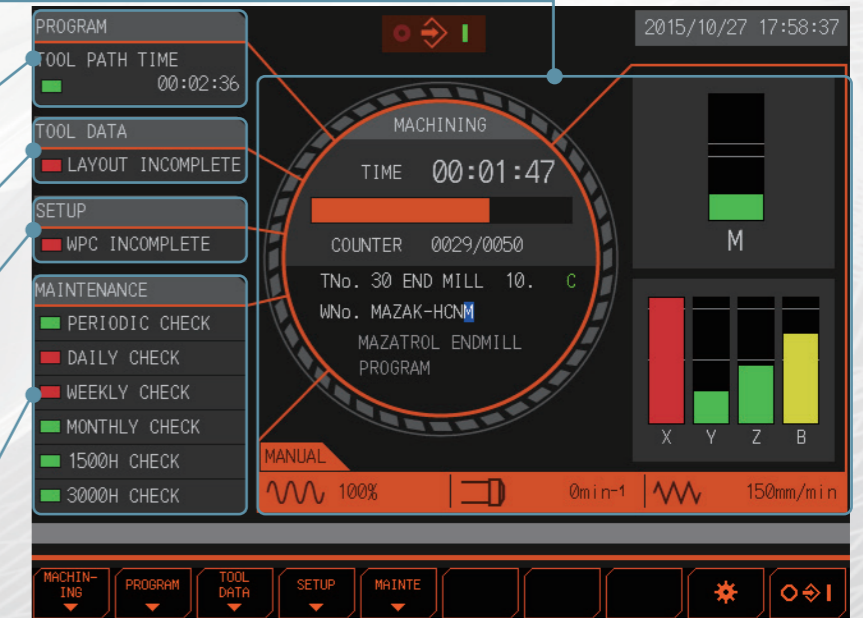 PROGRAM
TOOL PATH TIME
00:02:36
TOOL DATA
LAYOUT INCOMPLETE
SETUP
WPC INCOMPLETE
MAINTENANCE
PERIODIC CHECK
DAILY CHECK
WEEKLY CHECK
MONTHLY CHECK
1500H CHECK
3000H CHECK
2015/10/27 17:58:37
MACHINING
TIME 00:01:47
COUNTER 0029/0050
TNo. 30 END MILL 10. C
WNo. MAZAK-HCNM
MAZATROL ENDMILL
PROGRAM
M
X Y Z B
MANUAL
100% 0min-1 150mm/min
MACHIN-
ING
PROGRAM
TOOL
DATA
SETUP
MAINTE